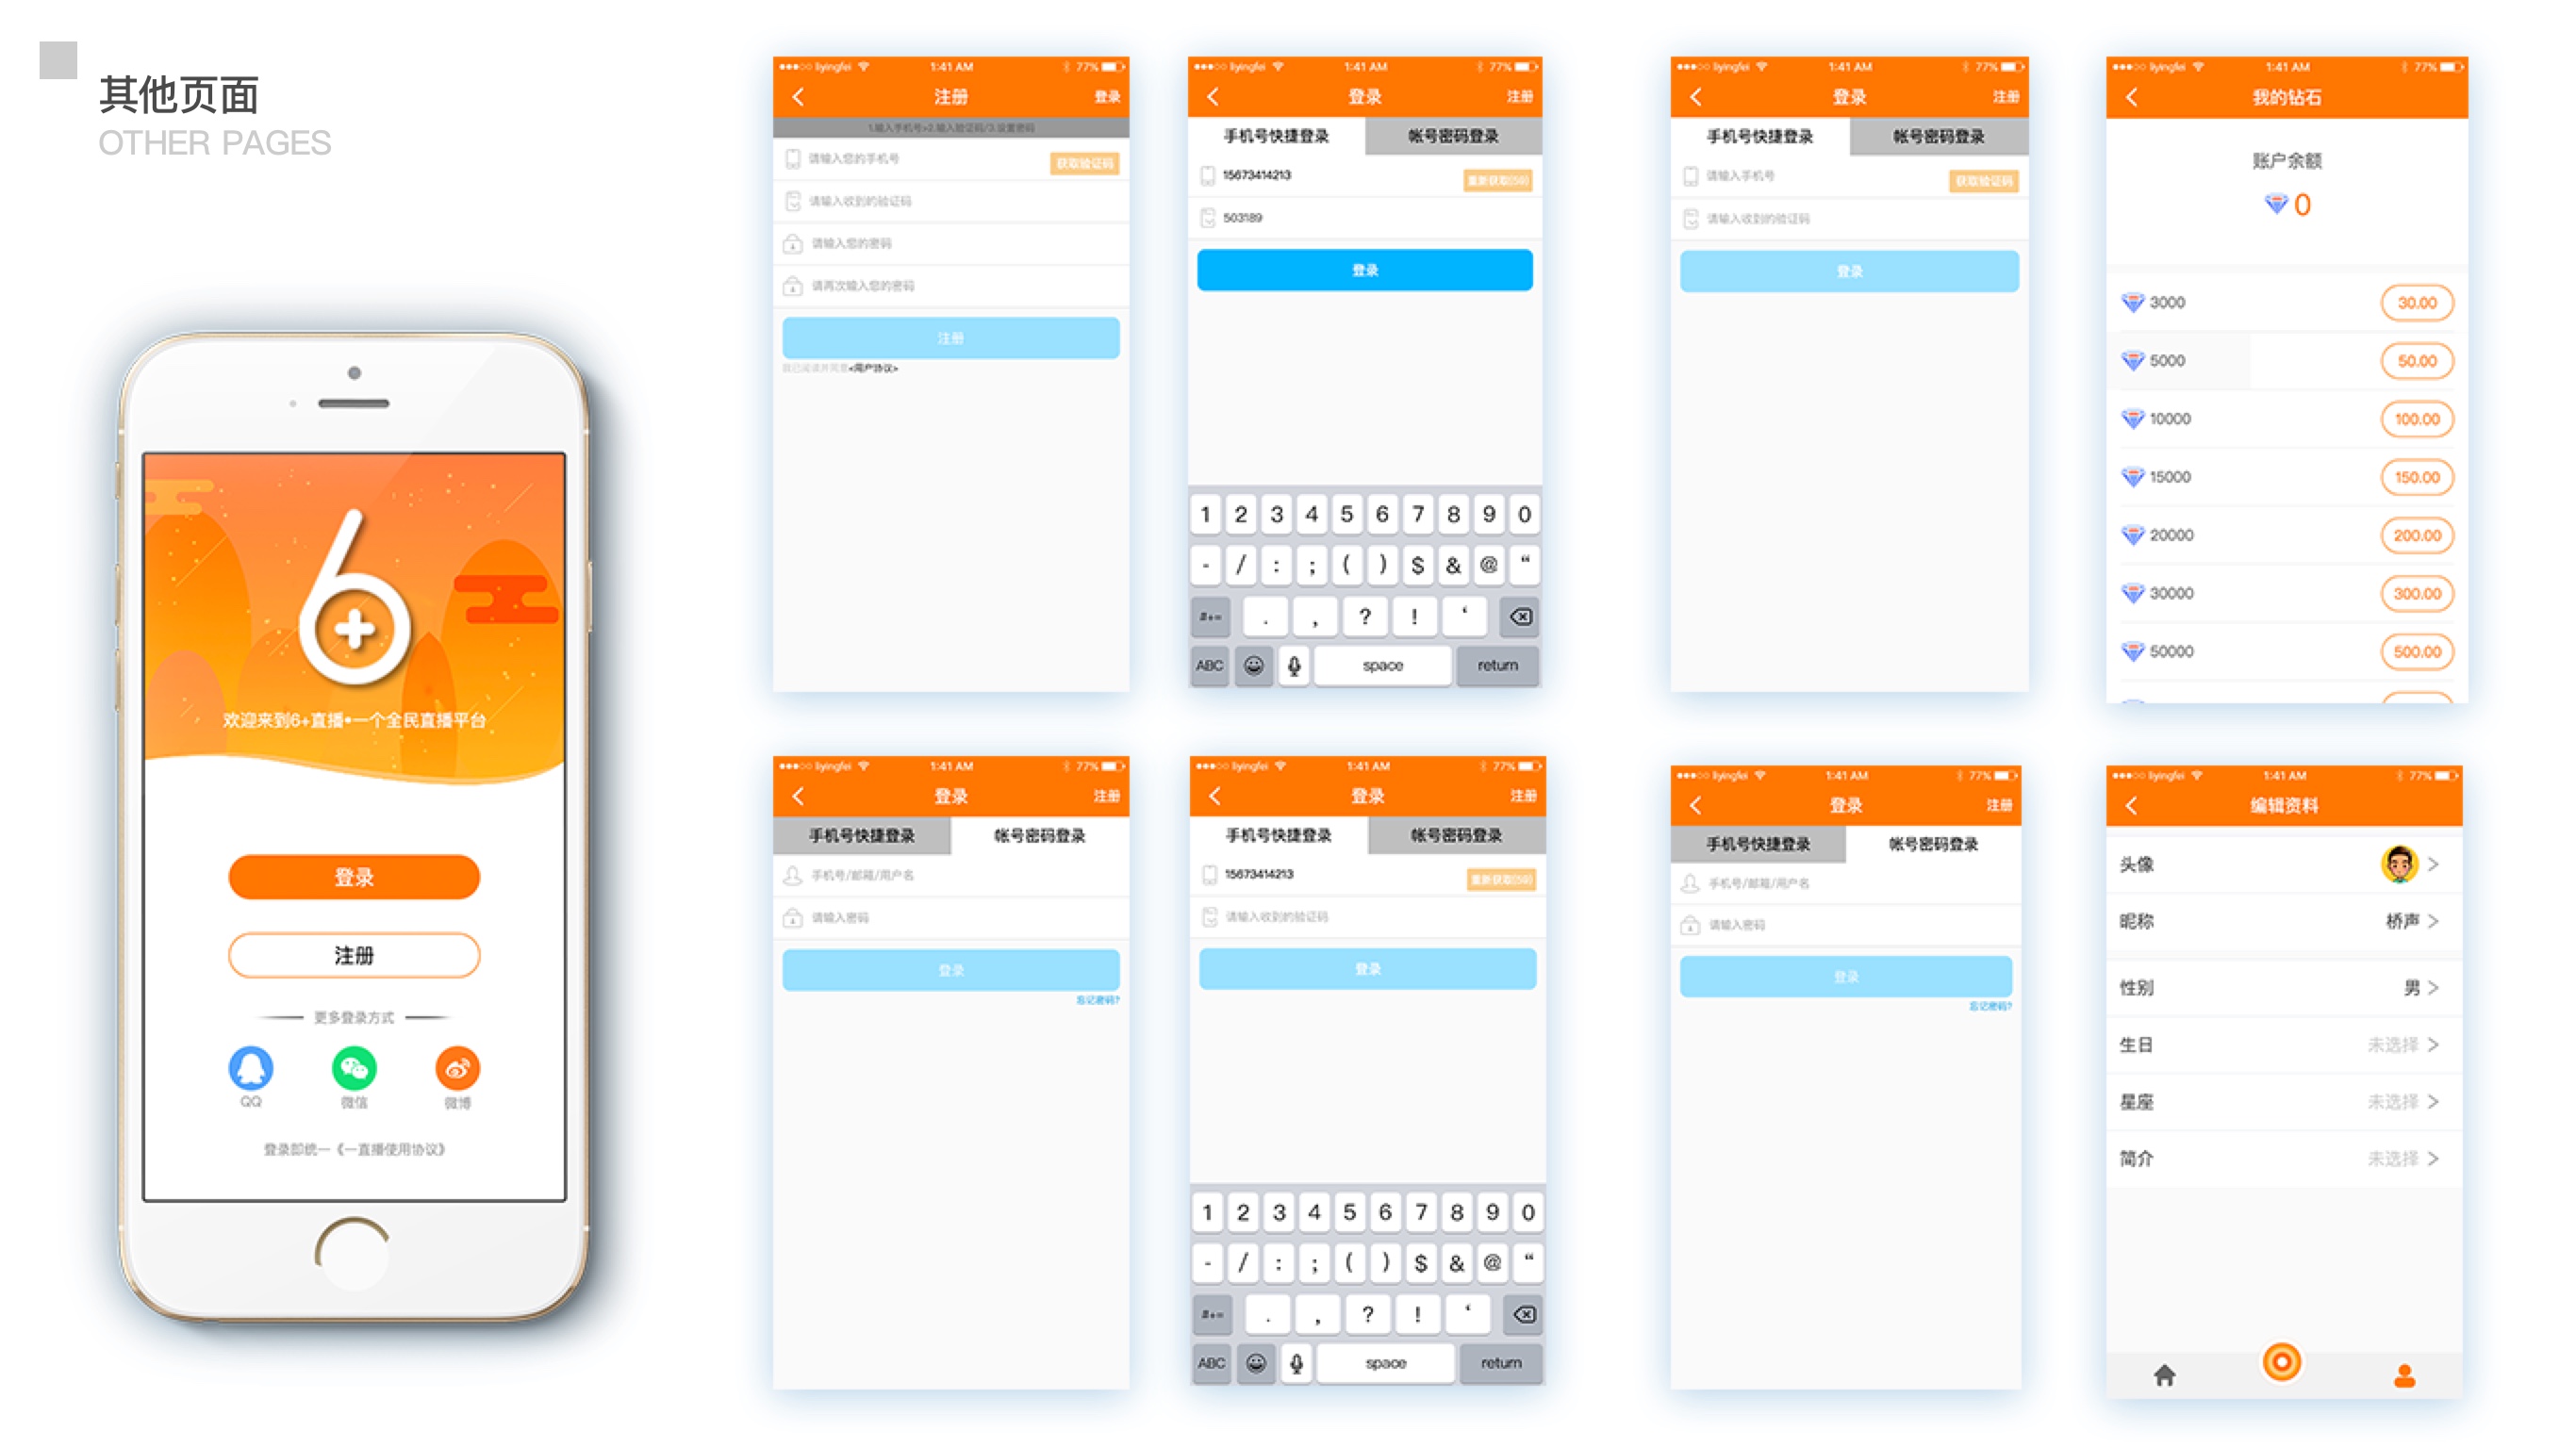 其他页面
OTHER PAGES
6+
欢迎来到6+直播•一个全民直播平台
登录
注册
更多登录方式
QQ
微信
微博
登录即统一《一直播使用协议》
liyingfei 1:41 AM 77%
注册 登录
1.输入手机号>2.输入验证码/3.设置密码
请输入您的手机号 获取验证码
请输入收到的验证码
请输入您的密码
请再次输入您的密码
注册
我已阅读并同意<用户协议>
liyingfei 1:41 AM 77%
登录 注册
手机号快捷登录 帐号密码登录
15673414213 重新获取(59)
503189
登录
1 2 3 4 5 6 7 8 9 0
- / : ; ( ) $ & @ “
#+= . , ? ! ‘
ABC space return
liyingfei 1:41 AM 77%
登录 注册
手机号快捷登录 帐号密码登录
请输入手机号 获取验证码
请输入收到的验证码
登录
liyingfei 1:41 AM 77%
我的钻石
账户余额
0
3000 30.00
5000 50.00
10000 100.00
15000 150.00
20000 200.00
30000 300.00
50000 500.00
liyingfei 1:41 AM 77%
登录 注册
手机号快捷登录 帐号密码登录
手机号/邮箱/用户名
请输入密码
登录
忘记密码?
liyingfei 1:41 AM 77%
登录 注册
手机号快捷登录 帐号密码登录
15673414213 重新获取(59)
请输入收到的验证码
登录
1 2 3 4 5 6 7 8 9 0
- / : ; ( ) $ & @ “
#+= . , ? ! ‘
ABC space return
liyingfei 1:41 AM 77%
登录 注册
手机号快捷登录 帐号密码登录
手机号/邮箱/用户名
请输入密码
登录
忘记密码?
liyingfei 1:41 AM 77%
编辑资料
头像
昵称 桥声
性别 男
生日 未选择
星座 未选择
简介 未选择